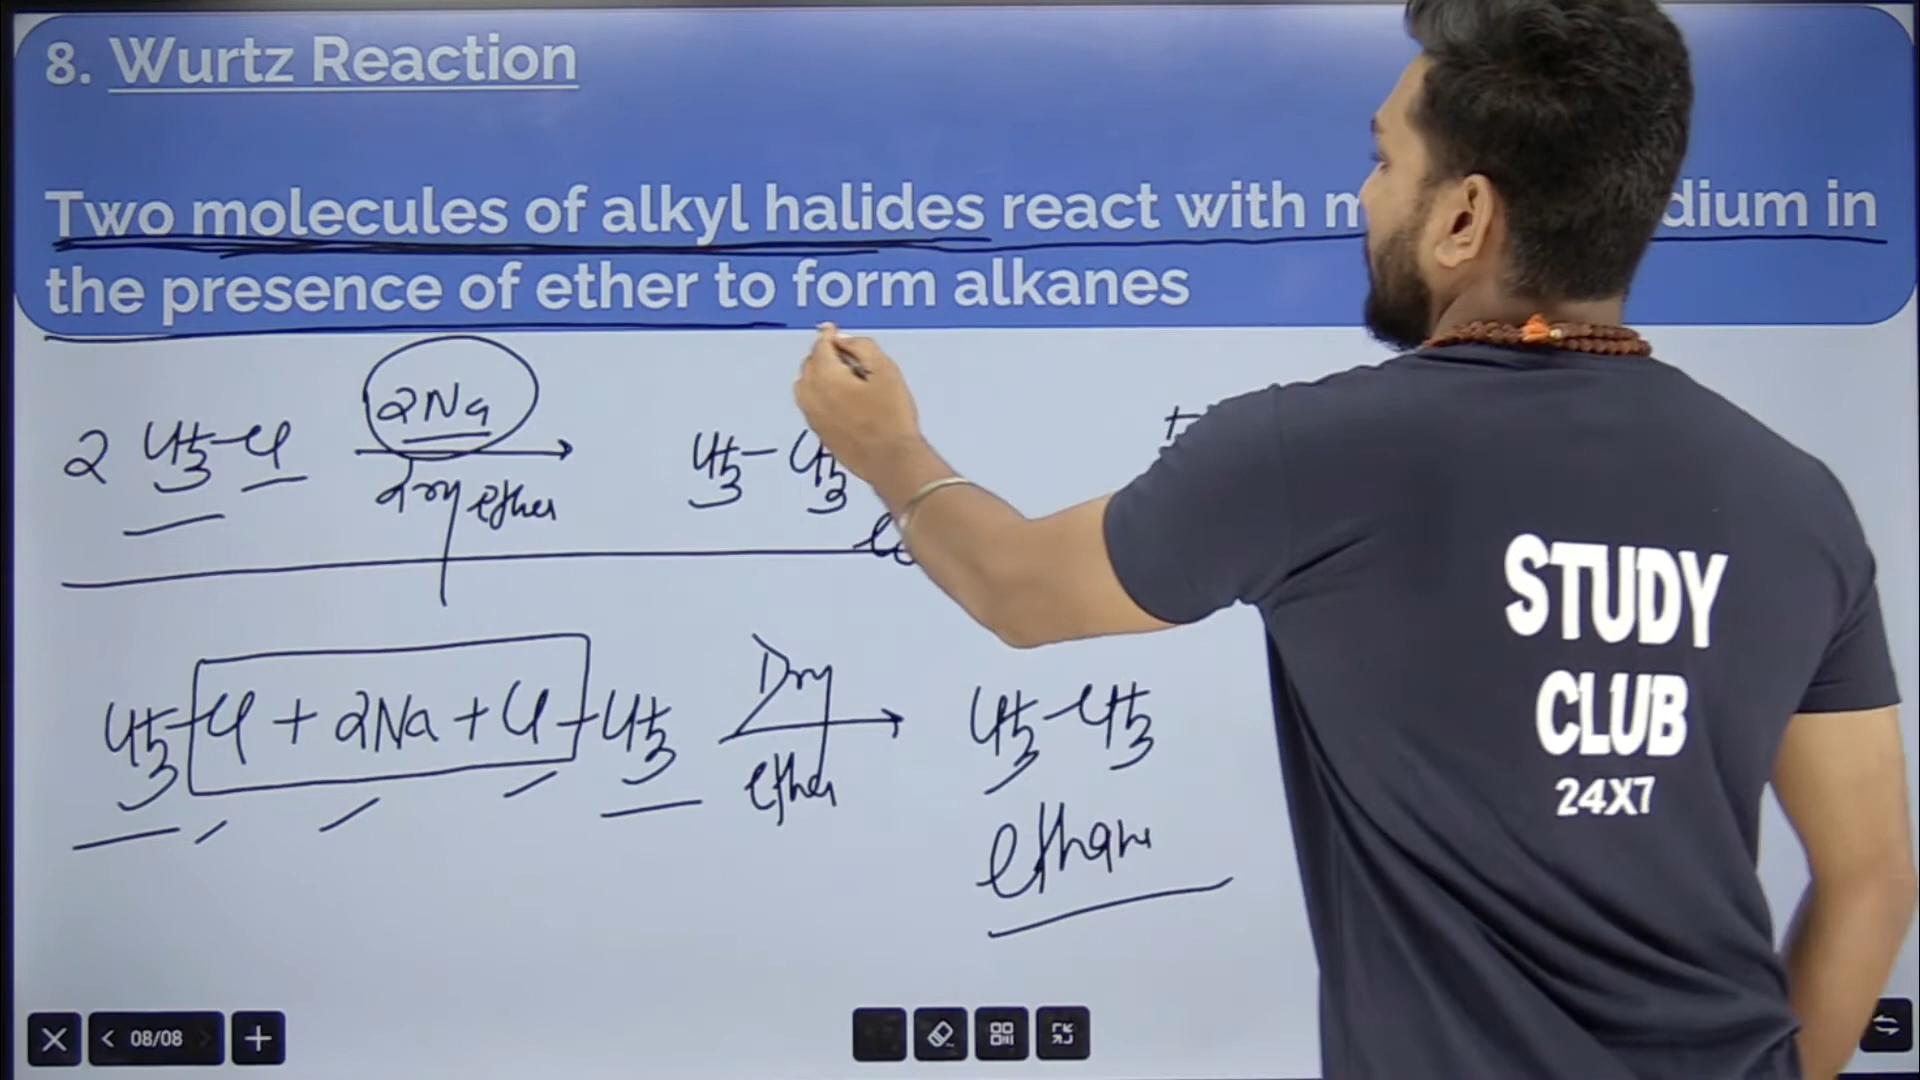 8. Wurtz Reaction
Two molecules of alkyl halides react with m dium in
the presence of ether to form alkanes
2 CH3-Cl 2Na CH3-CH3 +
Dry ether
CH3-Cl + 2Na + Cl-CH3 Dry CH3-CH3
ether
ethane
STUDY
CLUB
24X7
08/08